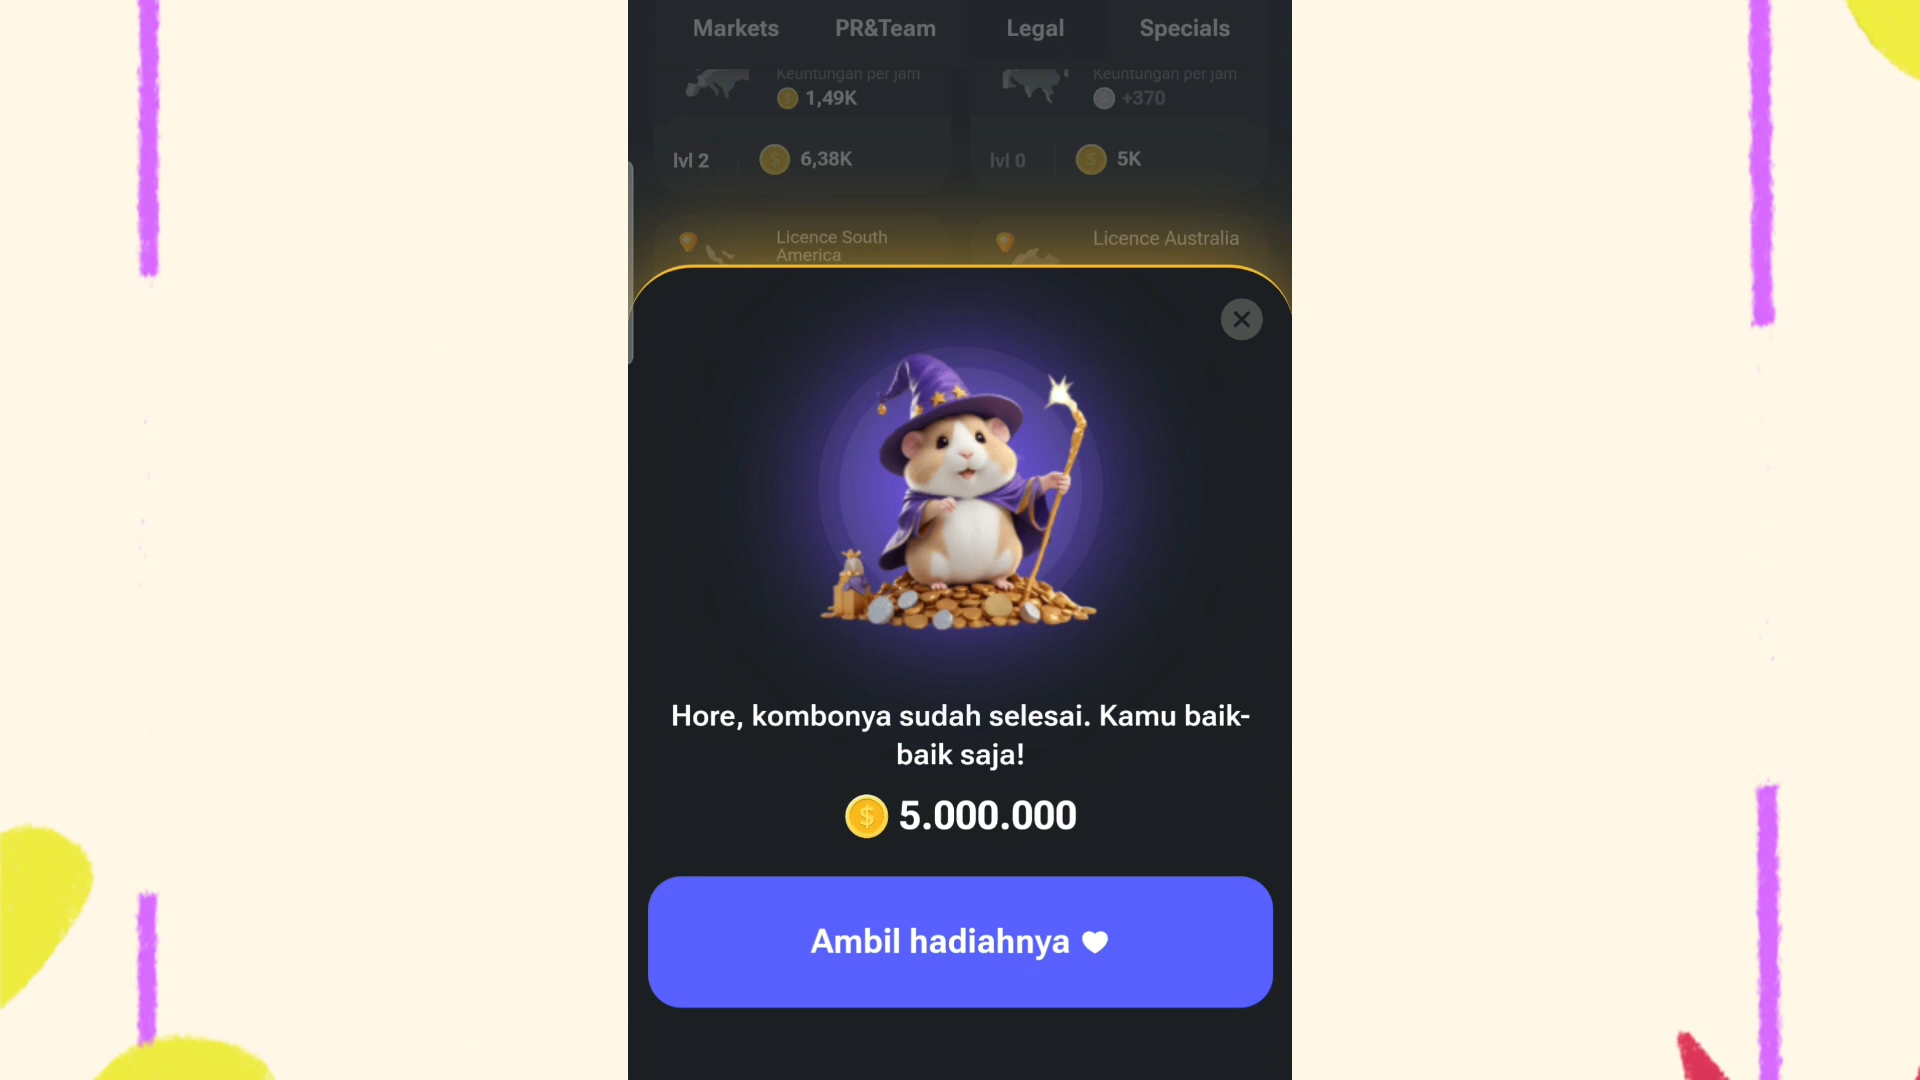 Markets PR&Team Legal Specials
Keuntungan per jam Keuntungan per jam
1,49K +370
lvl 2 6,38K lvl 0 5K
Licence South America Licence Australia
Hore, kombonya sudah selesai. Kamu baik-
baik saja!
5.000.000
Ambil hadiahnya